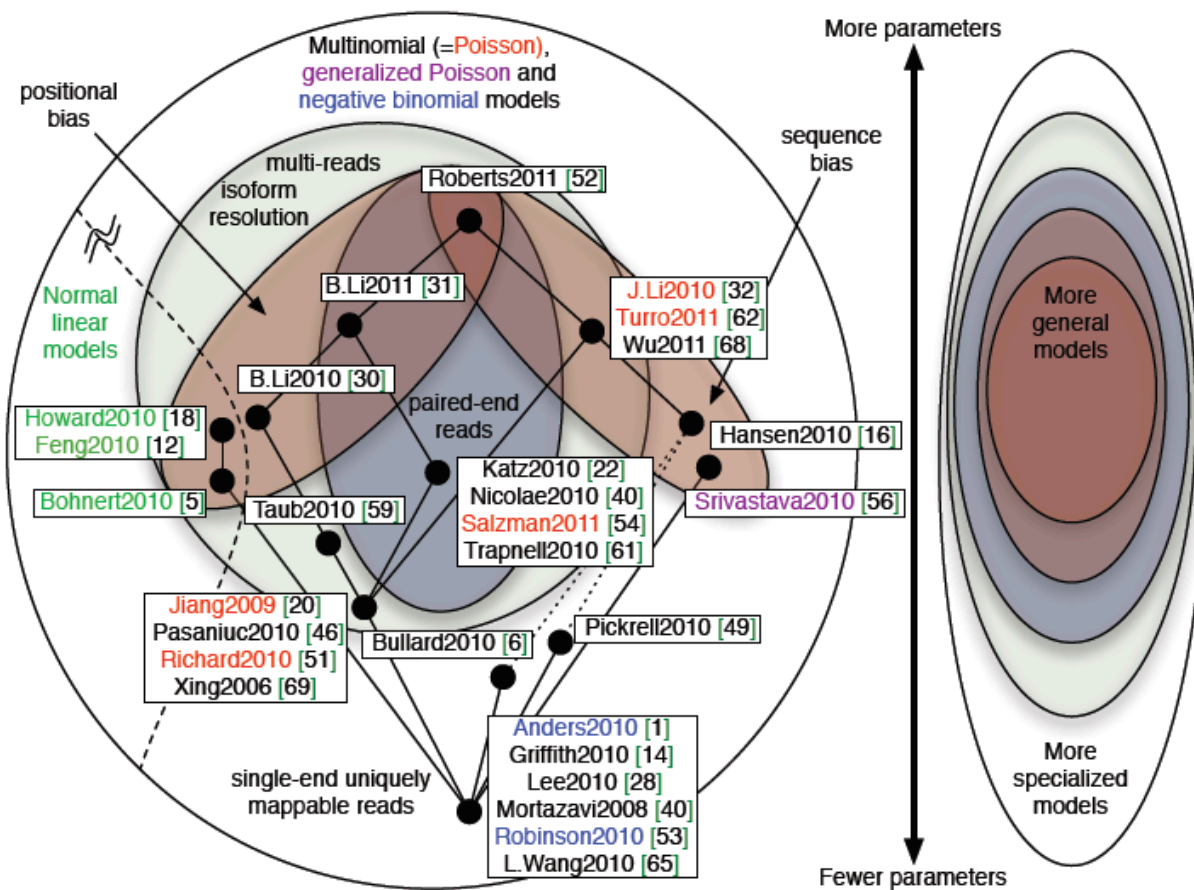 More parameters
Multinomial (=Poisson),
generalized Poisson and
negative binomial models
positional
bias
sequence
bias
multi-reads
isoform
resolution
Roberts2011 [52]
B.Li2011 [31]
J.Li2010 [32]
Turro2011 [62]
Wu2011 [68]
Normal
linear
models
More
general
models
B.Li2010 [30]
paired-end
reads
Howard2010 [18]
Feng2010 [12]
Hansen2010 [16]
Katz2010 [22]
Nicolae2010 [40]
Salzman2011 [54]
Trapnell2010 [61]
Bohnert2010 [5]
Taub2010 [59]
Srivastava2010 [56]
Jiang2009 [20]
Pasaniuc2010 [46]
Richard2010 [51]
Xing2006 [69]
Bullard2010 [6]
Pickrell2010 [49]
Anders2010 [1]
Griffith2010 [14]
Lee2010 [28]
Mortazavi2008 [40]
Robinson2010 [53]
L.Wang2010 [65]
single-end uniquely
mappable reads
More
specialized
models
Fewer parameters